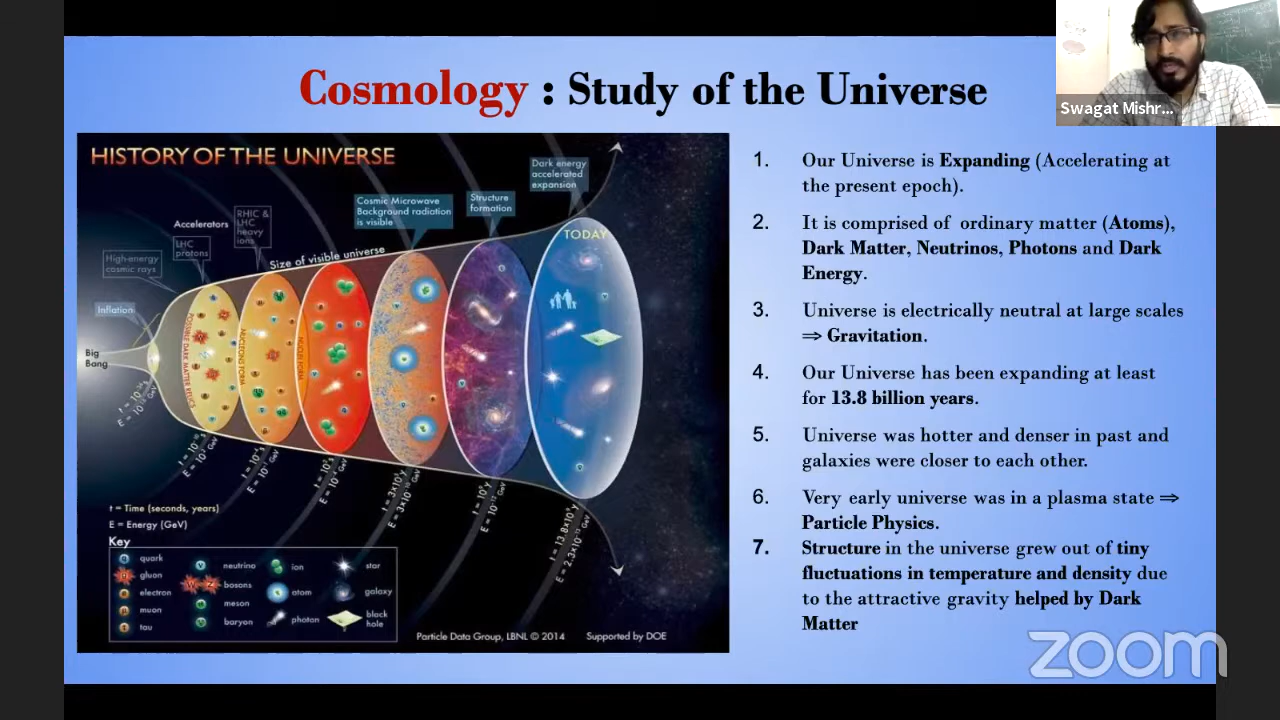 Cosmology : Study of the Universe
Swagat Mishr...
HISTORY OF THE UNIVERSE
Dark energy
accelerated
expansion
Structure
formation
Cosmic Microwave
Background radiation
is visible
RHIC &
LHC
heavy
ions
Accelerators
LHC
protons
High-energy
cosmic rays
Inflation
Size of visible universe
TODAY
Big
Bang
POSSIBLE DARK MATTER RELICS
NUCLEONS FORM
NUCLEI FORM
t = Time (seconds, years)
E = Energy (GeV)
Key
quark
gluon
electron
muon
tau
neutrino
bosons
meson
baryon
ion
atom
photon
star
galaxy
black
hole
Particle Data Group, LBNL © 2014
Supported by DOE
1. Our Universe is Expanding (Accelerating at
the present epoch).
2. It is comprised of ordinary matter (Atoms),
Dark Matter, Neutrinos, Photons and Dark
Energy.
3. Universe is electrically neutral at large scales
⇒ Gravitation.
4. Our Universe has been expanding at least
for 13.8 billion years.
5. Universe was hotter and denser in past and
galaxies were closer to each other.
6. Very early universe was in a plasma state ⇒
Particle Physics.
7. Structure in the universe grew out of tiny
fluctuations in temperature and density due
to the attractive gravity helped by Dark
Matter
zoom